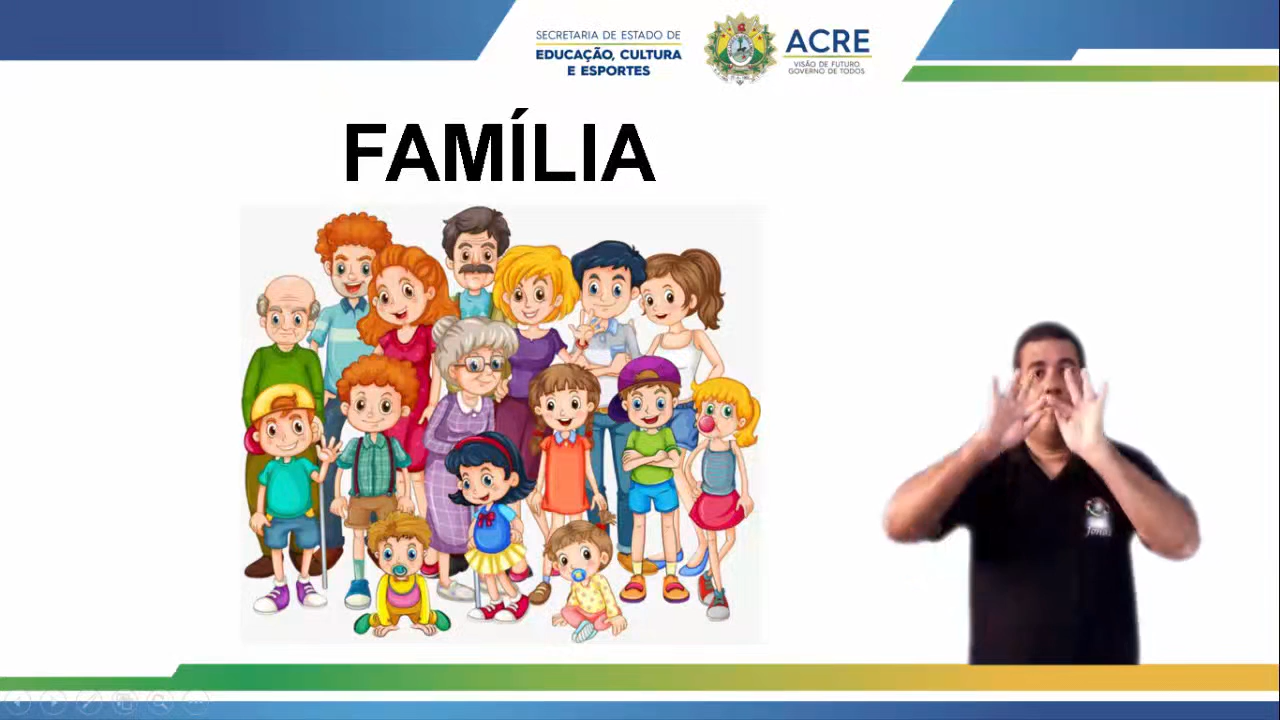 SECRETARIA DE ESTADO DE
EDUCAÇÃO, CULTURA
E ESPORTES
ACRE
VISÃO DE FUTURO
GOVERNO DE TODOS
FAMÍLIA